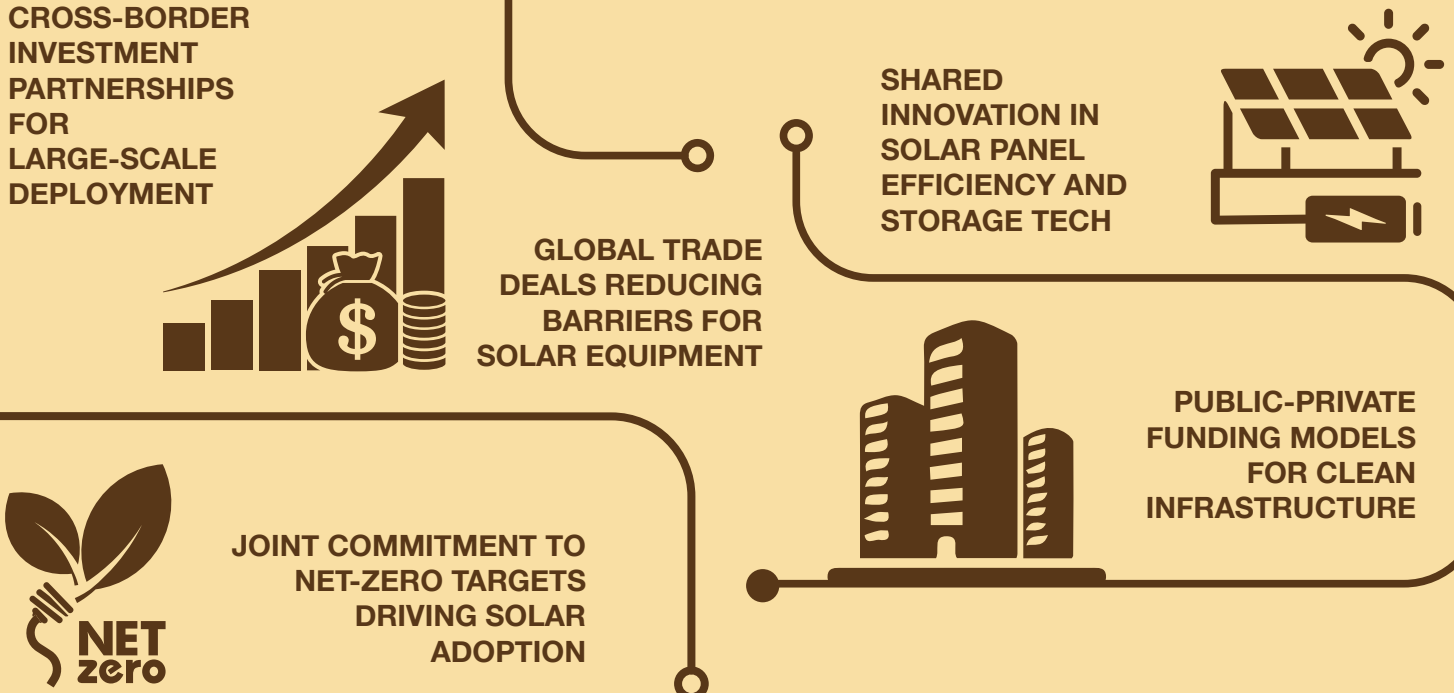 CROSS-BORDER
INVESTMENT
PARTNERSHIPS
FOR
LARGE-SCALE
DEPLOYMENT
$
GLOBAL TRADE
DEALS REDUCING
BARRIERS FOR
SOLAR EQUIPMENT
SHARED
INNOVATION IN
SOLAR PANEL
EFFICIENCY AND
STORAGE TECH
PUBLIC-PRIVATE
FUNDING MODELS
FOR CLEAN
INFRASTRUCTURE
JOINT COMMITMENT TO
NET-ZERO TARGETS
DRIVING SOLAR
ADOPTION
NET
zero